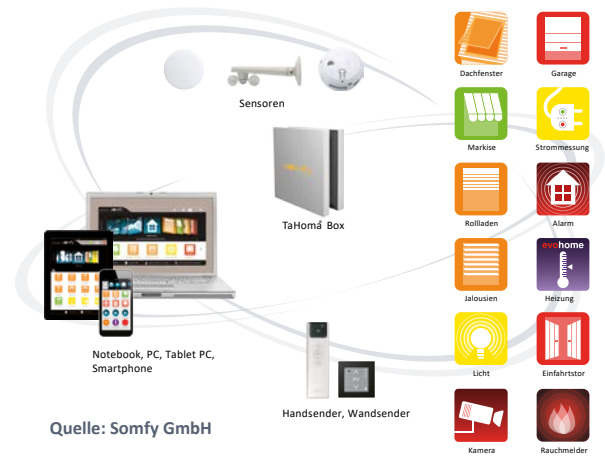 Sensoren
TaHoma Box
Notebook, PC, Tablet PC,
Smartphone
Handsender, Wandsender
Quelle: Somfy GmbH
Dachfenster
Garage
Markise
Strommessung
Rollladen
Alarm
evohome
Jalousien
Heizung
Licht
Einfahrtstor
Kamera
Rauchmelder